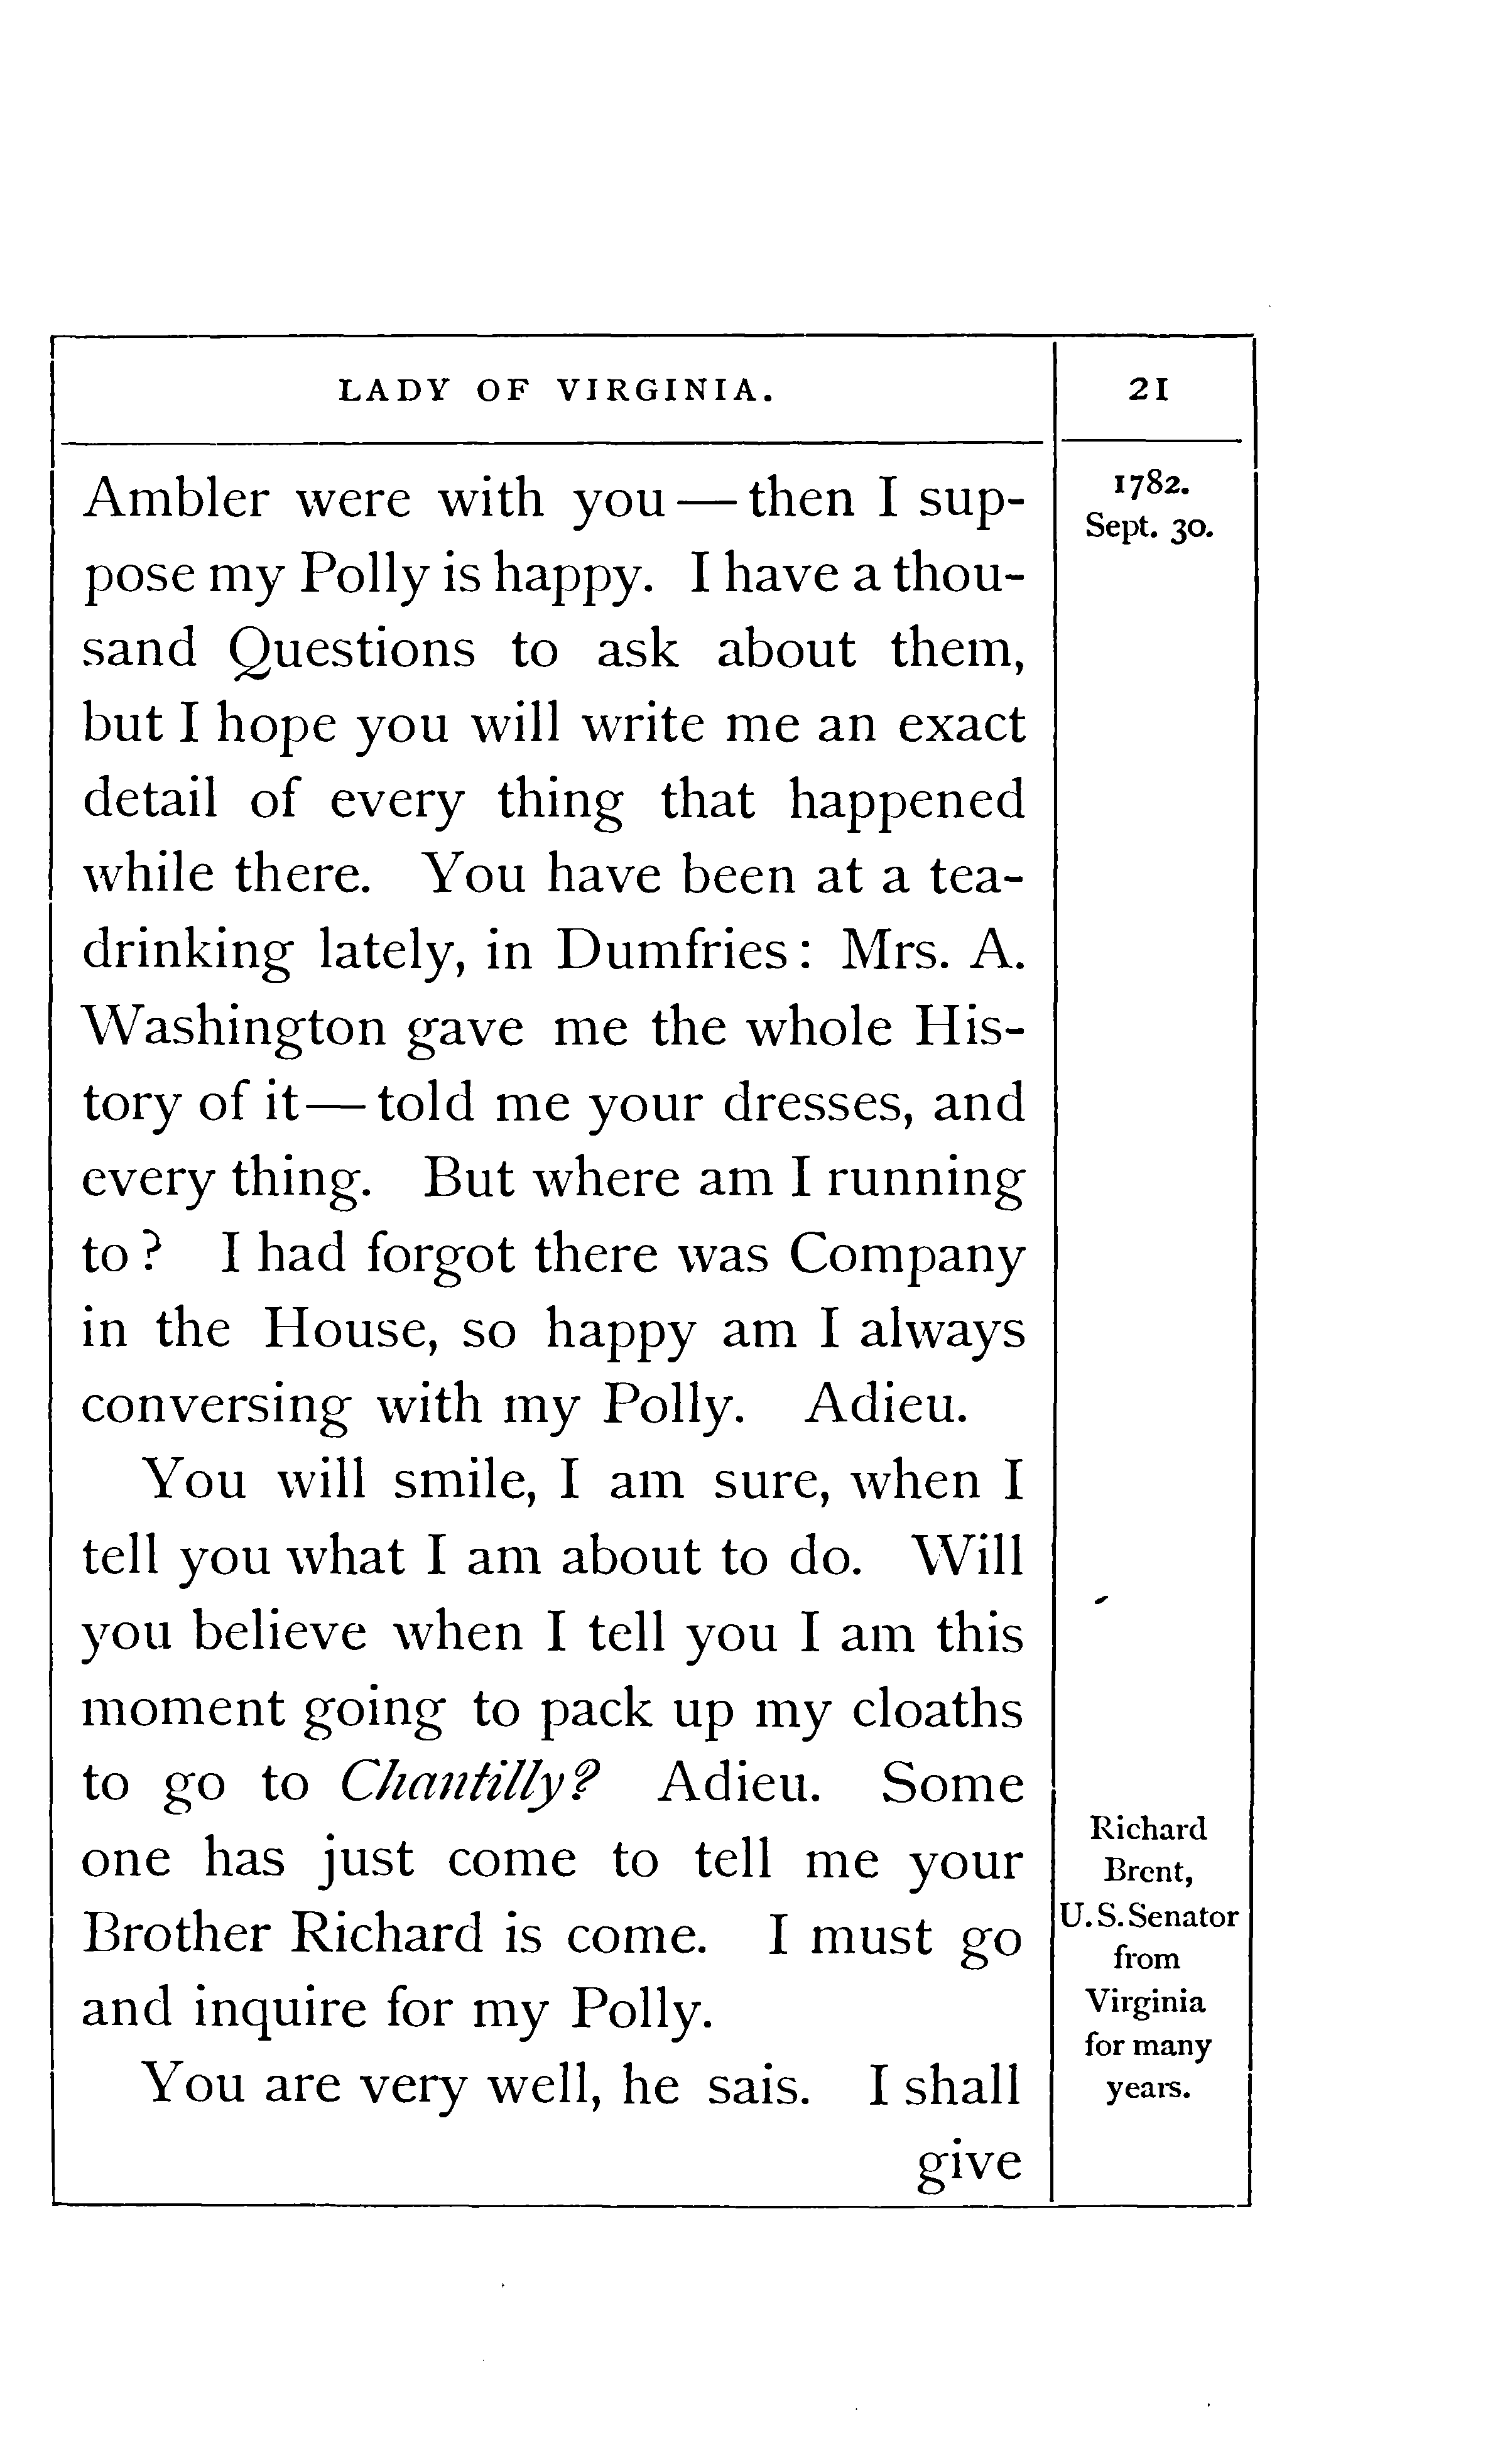 LADY OF VIRGINIA.
21
1782.
Sept. 30.
Ambler were with you—then I sup-
pose my Polly is happy. I have a thou-
sand Questions to ask about them,
but I hope you will write me an exact
detail of every thing that happened
while there. You have been at a tea-
drinking lately, in Dumfries: Mrs. A.
Washington gave me the whole His-
tory of it—told me your dresses, and
every thing. But where am I running
to? I had forgot there was Company
in the House, so happy am I always
conversing with my Polly. Adieu.
You will smile, I am sure, when I
tell you what I am about to do. Will
you believe when I tell you I am this
moment going to pack up my cloaths
to go to Chantilly? Adieu. Some
one has just come to tell me your
Brother Richard is come. I must go
and inquire for my Polly.
You are very well, he sais. I shall
give
Richard
Brent,
U.S. Senator
from
Virginia
for many
years.